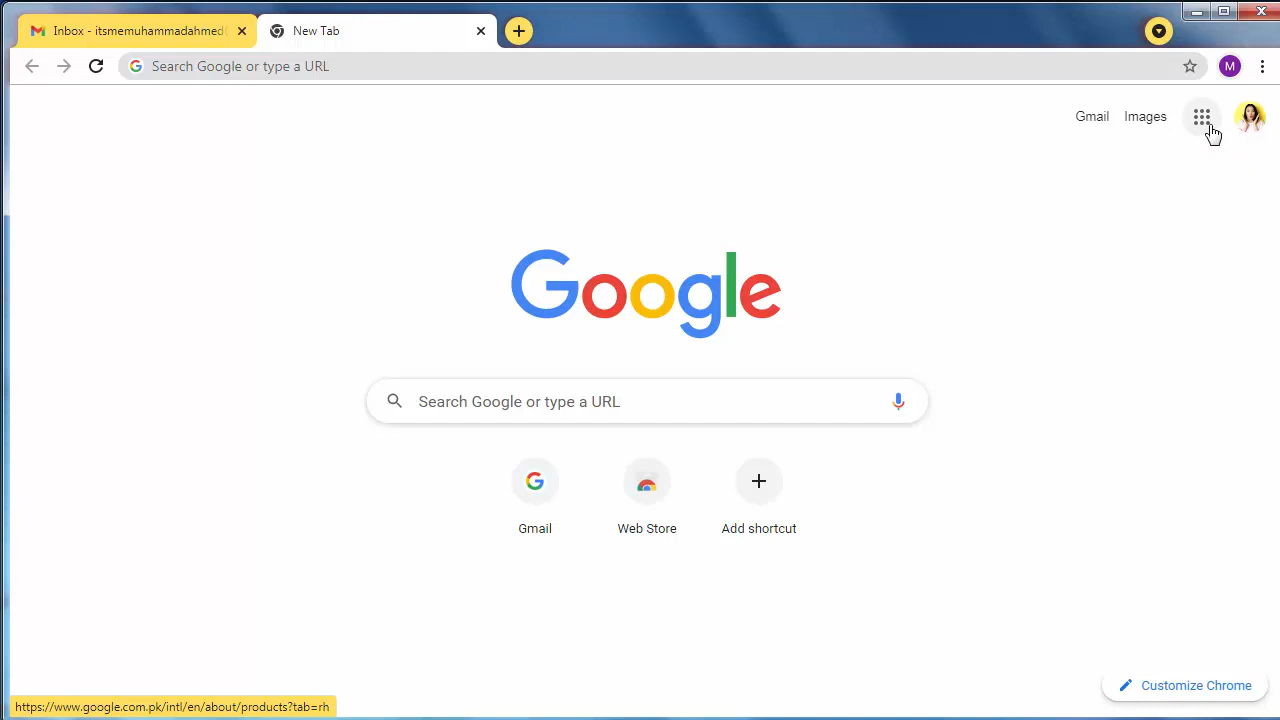 Inbox - itsmemuhammadahmed
New Tab
Search Google or type a URL
M
Gmail Images
Google
Search Google or type a URL
Gmail
Web Store
Add shortcut
Customize Chrome
https://www.google.com.pk/intl/en/about/products?tab=rh